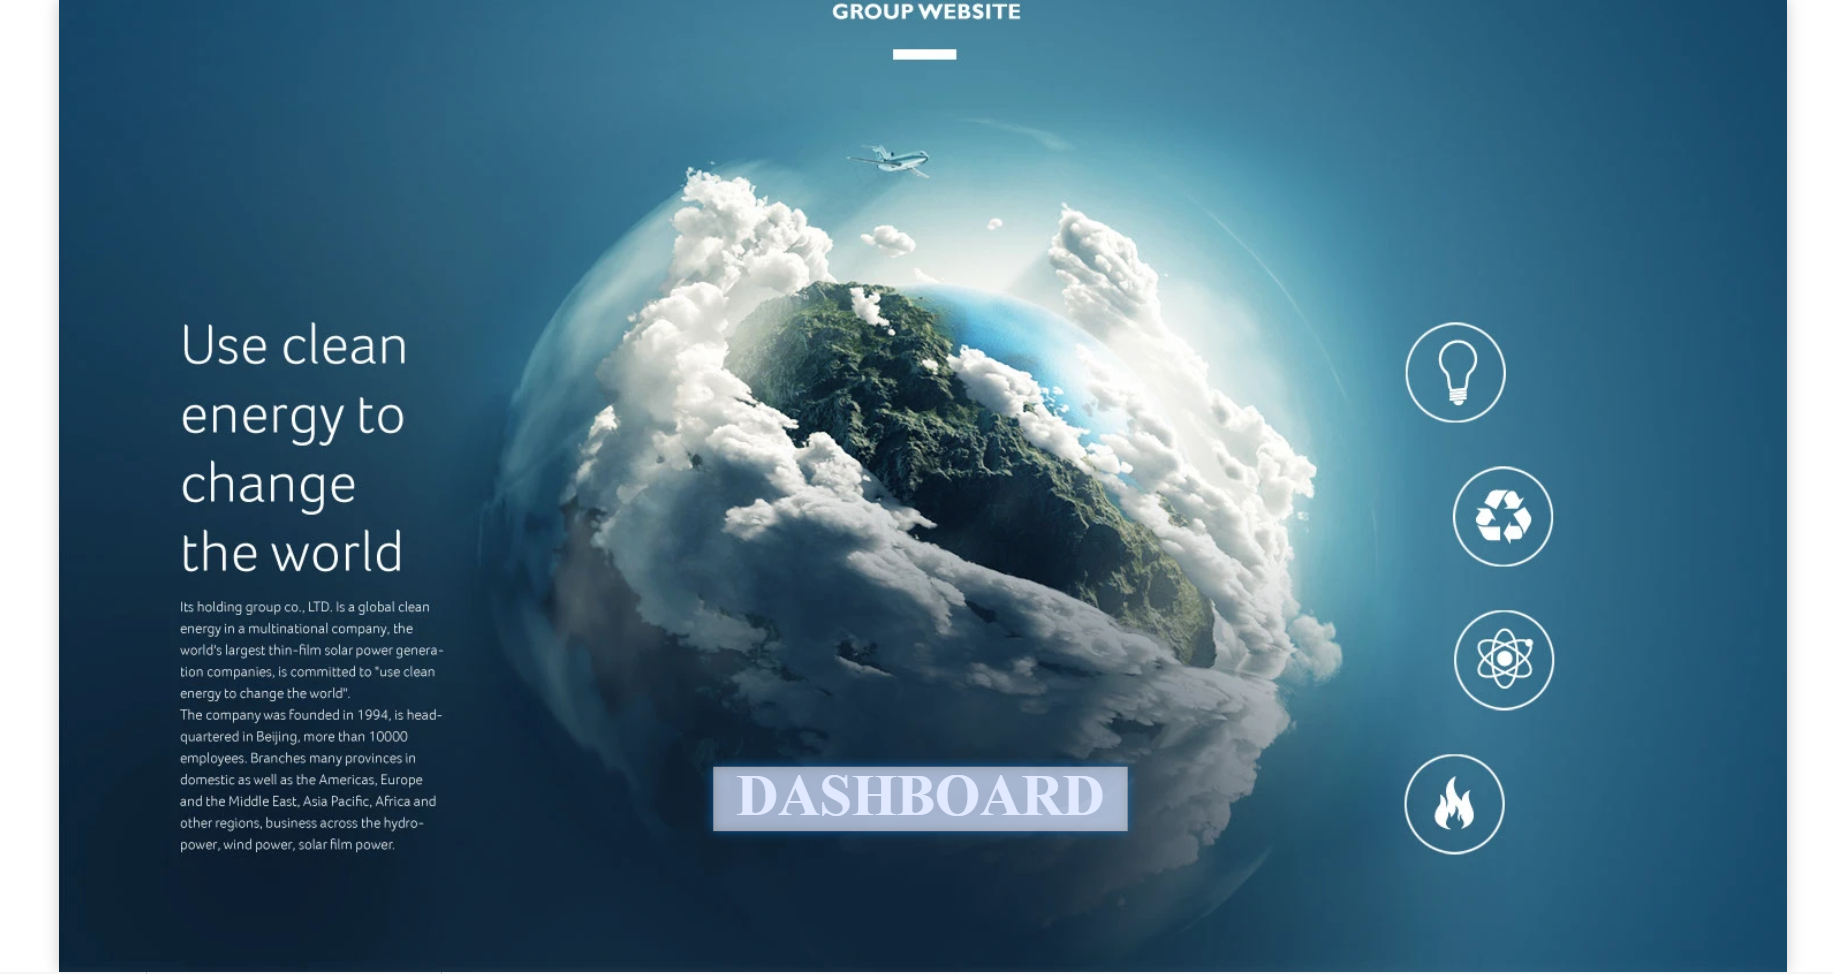 GROUP WEBSITE
Use clean
energy to
change
the world
Its holding group co., LTD. Is a global clean
energy in a multinational company, the
world's largest thin-film solar power genera-
tion companies, is committed to "use clean
energy to change the world".
The company was founded in 1994, is head-
quartered in Beijing, more than 10000
employees. Branches many provinces in
domestic as well as the Americas, Europe
and the Middle East, Asia Pacific, Africa and
other regions, business across the hydro-
power, wind power, solar film power.
DASHBOARD